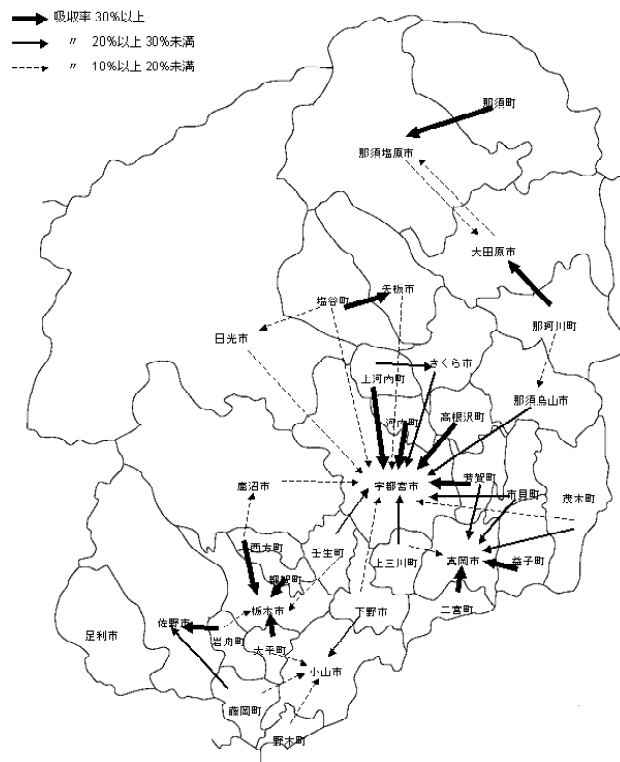 吸収率 30%以上
〃 20%以上 30%未満
〃 10%以上 20%未満
那須町
那須塩原市
大田原市
矢板市
塩谷町
那珂川町
日光市
さくら市
上河内町
那須烏山市
河内町
高根沢町
芳賀町
鹿沼市
宇都宮市
市貝町
茂木町
西方町
壬生町
上三川町
真岡市
益子町
都賀町
栃木市
下野市
二宮町
佐野市
足利市
岩舟町
大平町
小山市
藤岡町
野木町